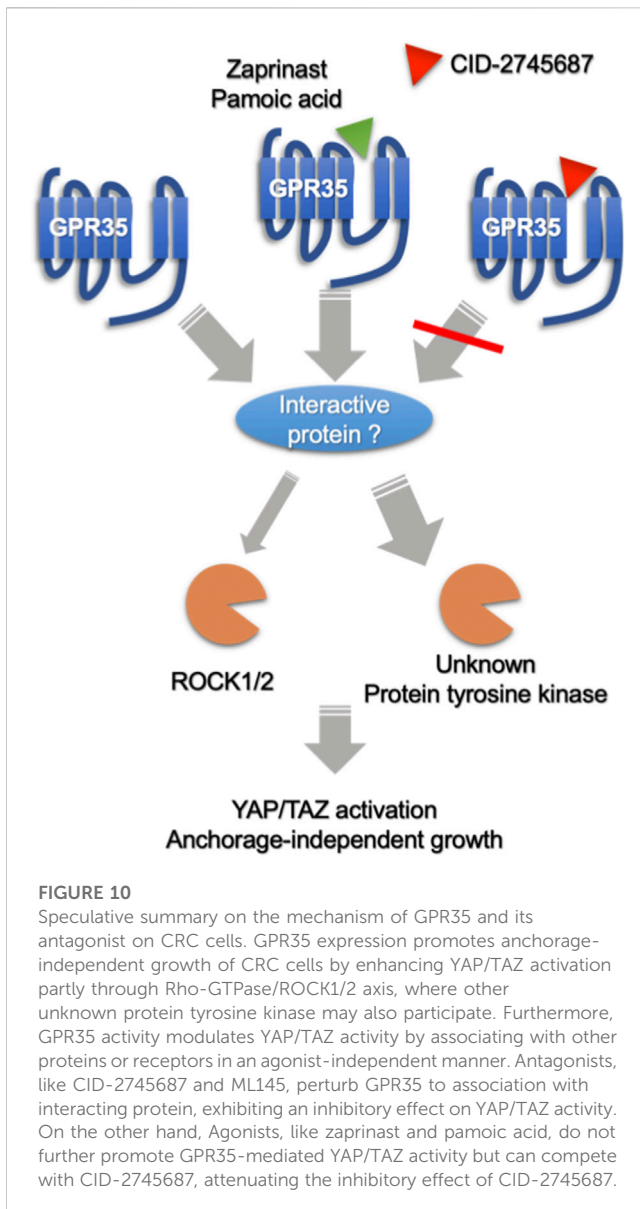 Zaprinast
Pamoic acid
CID-2745687
GPR35
GPR35
GPR35
Interactive
protein ?
ROCK1/2
Unknown
Protein tyrosine kinase
YAP/TAZ activation
Anchorage-independent growth
FIGURE 10
Speculative summary on the mechanism of GPR35 and its
antagonist on CRC cells. GPR35 expression promotes anchorage-
independent growth of CRC cells by enhancing YAP/TAZ activation
partly through Rho-GTPase/ROCK1/2 axis, where other
unknown protein tyrosine kinase may also participate. Furthermore,
GPR35 activity modulates YAP/TAZ activity by associating with other
proteins or receptors in an agonist-independent manner. Antagonists,
like CID-2745687 and ML145, perturb GPR35 to association with
interacting protein, exhibiting an inhibitory effect on YAP/TAZ activity.
On the other hand, Agonists, like zaprinast and pamoic acid, do not
further promote GPR35-mediated YAP/TAZ activity but can compete
with CID-2745687, attenuating the inhibitory effect of CID-2745687.